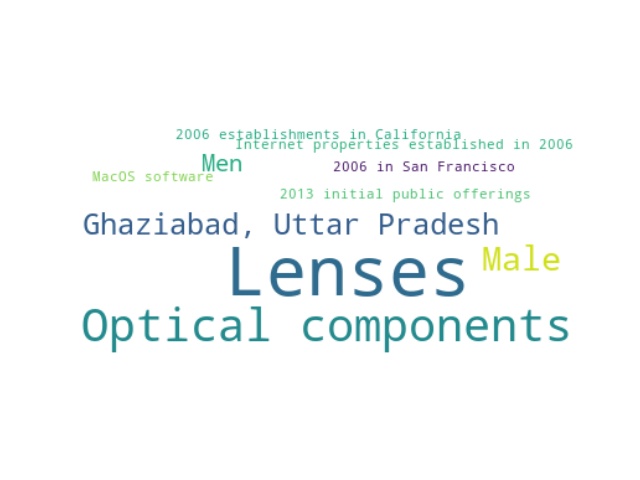 2006 establishments in California
Internet properties established in 2006
Men
2006 in San Francisco
MacOS software
2013 initial public offerings
Ghaziabad, Uttar Pradesh
Lenses
Male
Optical components